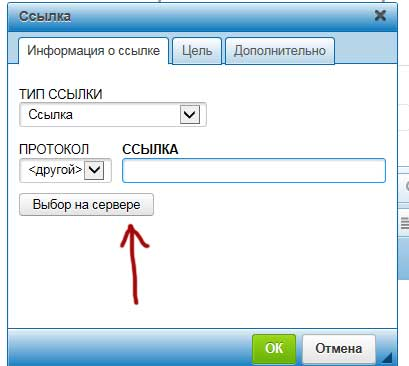 Ссылка
Информация о ссылке Цель Дополнительно
ТИП ССЫЛКИ
Ссылка
ПРОТОКОЛ ССЫЛКА
<другой>
Выбор на сервере
ОК Отмена